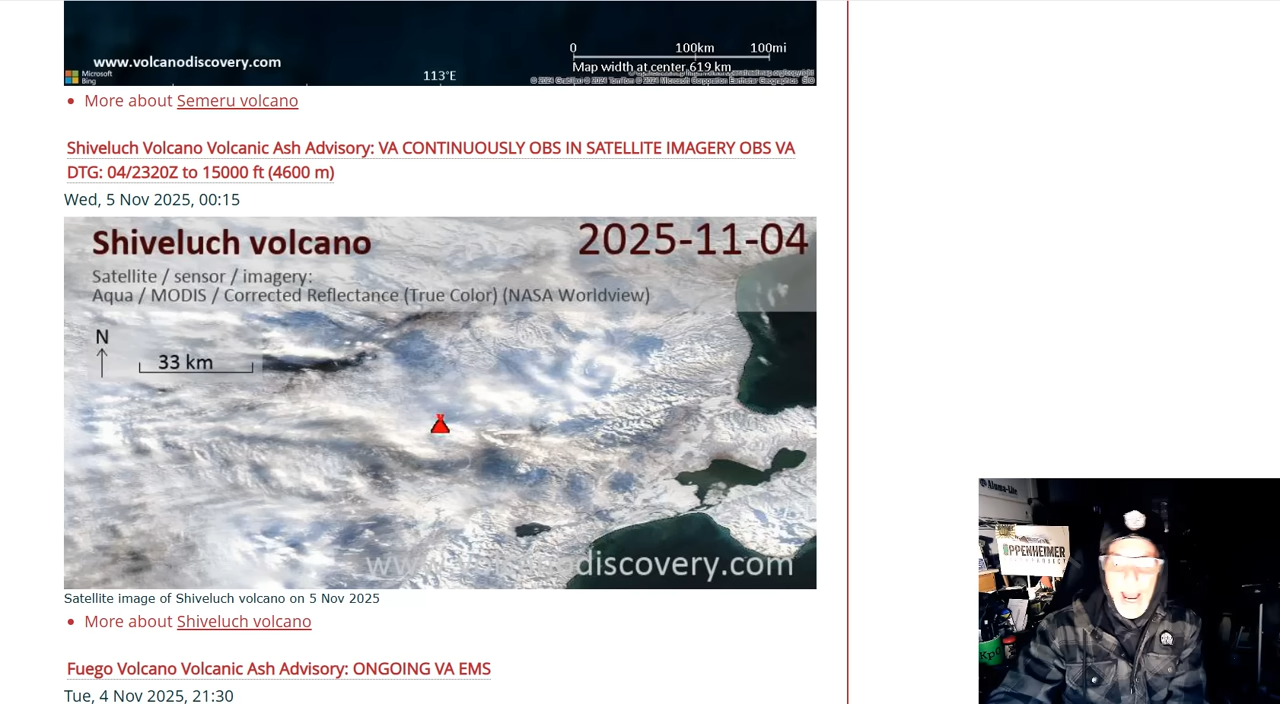 www.volcanodiscovery.com
0 100km 100mi
Map width at center 619 km
Microsoft
Bing
113°E
More about Semeru volcano
Shiveluch Volcano Volcanic Ash Advisory: VA CONTINUOUSLY OBS IN SATELLITE IMAGERY OBS VA
DTG: 04/2320Z to 15000 ft (4600 m)
Wed, 5 Nov 2025, 00:15
Shiveluch volcano 2025-11-04
Satellite / sensor / imagery:
Aqua / MODIS / Corrected Reflectance (True Color) (NASA Worldview)
N
33 km
discovery.com
Satellite image of Shiveluch volcano on 5 Nov 2025
More about Shiveluch volcano
Fuego Volcano Volcanic Ash Advisory: ONGOING VA EMS
Tue, 4 Nov 2025, 21:30
OPPENHEIMER